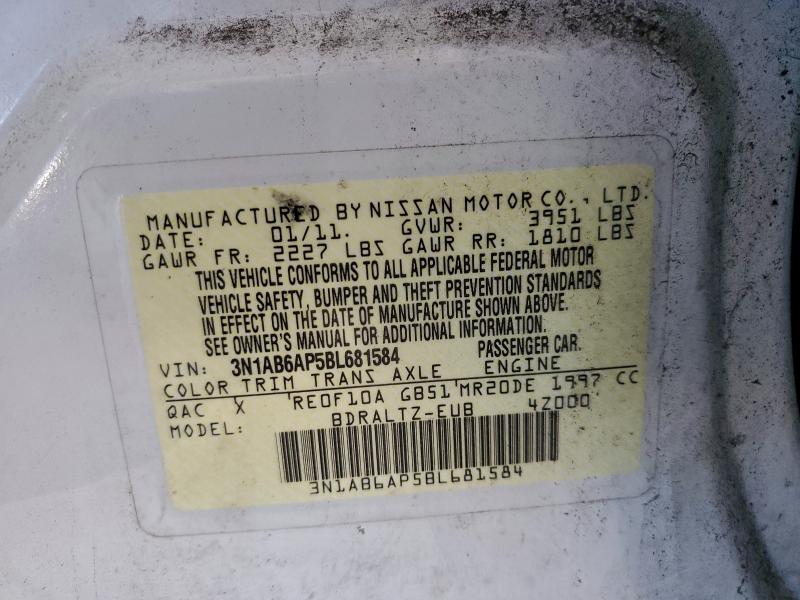 MANUFACTURED BY NISSAN MOTOR CO., LTD.
DATE: 01/11. GVWR: 3951 LBS
GAWR FR: 2227 LBS GAWR RR: 1810 LBS
THIS VEHICLE CONFORMS TO ALL APPLICABLE FEDERAL MOTOR
VEHICLE SAFETY, BUMPER AND THEFT PREVENTION STANDARDS
IN EFFECT ON THE DATE OF MANUFACTURE SHOWN ABOVE.
SEE OWNER'S MANUAL FOR ADDITIONAL INFORMATION.
VIN: 3N1AB6AP5BL681584 PASSENGER CAR.
COLOR TRIM TRANS AXLE ENGINE
QAC X RE0F10A GB51 MR20DE 1997 CC
MODEL: BDRALTZ-EUB 4Z000
3N1AB6AP5BL681584